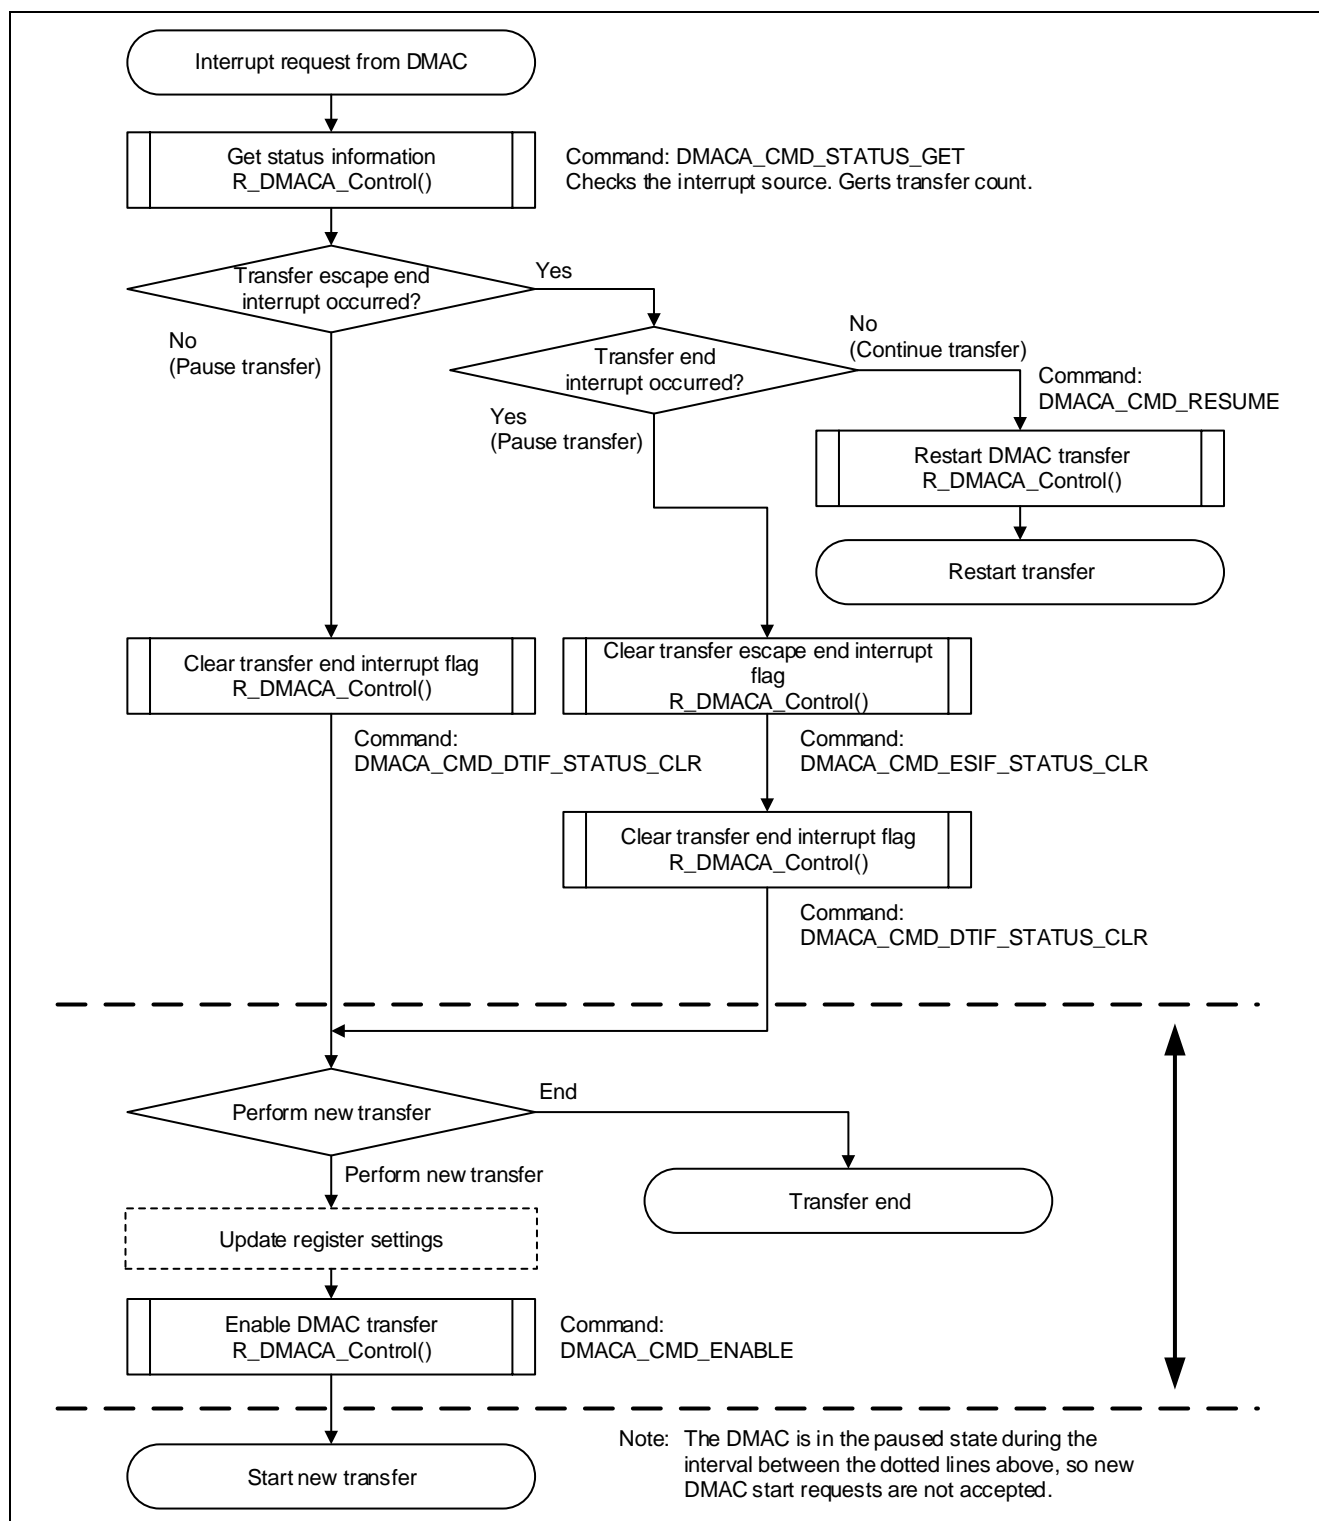 Interrupt request from DMAC
Get status information
R_DMACA_Control()
Command: DMACA_CMD_STATUS_GET
Checks the interrupt source. Gerts transfer count.
Transfer escape end
interrupt occurred?
Yes
No
(Pause transfer)
Transfer end
interrupt occurred?
No
(Continue transfer)
Command:
DMACA_CMD_RESUME
Yes
(Pause transfer)
Restart DMAC transfer
R_DMACA_Control()
Restart transfer
Clear transfer end interrupt flag
R_DMACA_Control()
Command:
DMACA_CMD_DTIF_STATUS_CLR
Clear transfer escape end interrupt
flag
R_DMACA_Control()
Command:
DMACA_CMD_ESIF_STATUS_CLR
Clear transfer end interrupt flag
R_DMACA_Control()
Command:
DMACA_CMD_DTIF_STATUS_CLR
Perform new transfer
End
Perform new transfer
Transfer end
Update register settings
Enable DMAC transfer
R_DMACA_Control()
Command:
DMACA_CMD_ENABLE
Start new transfer
Note: The DMAC is in the paused state during the
interval between the dotted lines above, so new
DMAC start requests are not accepted.